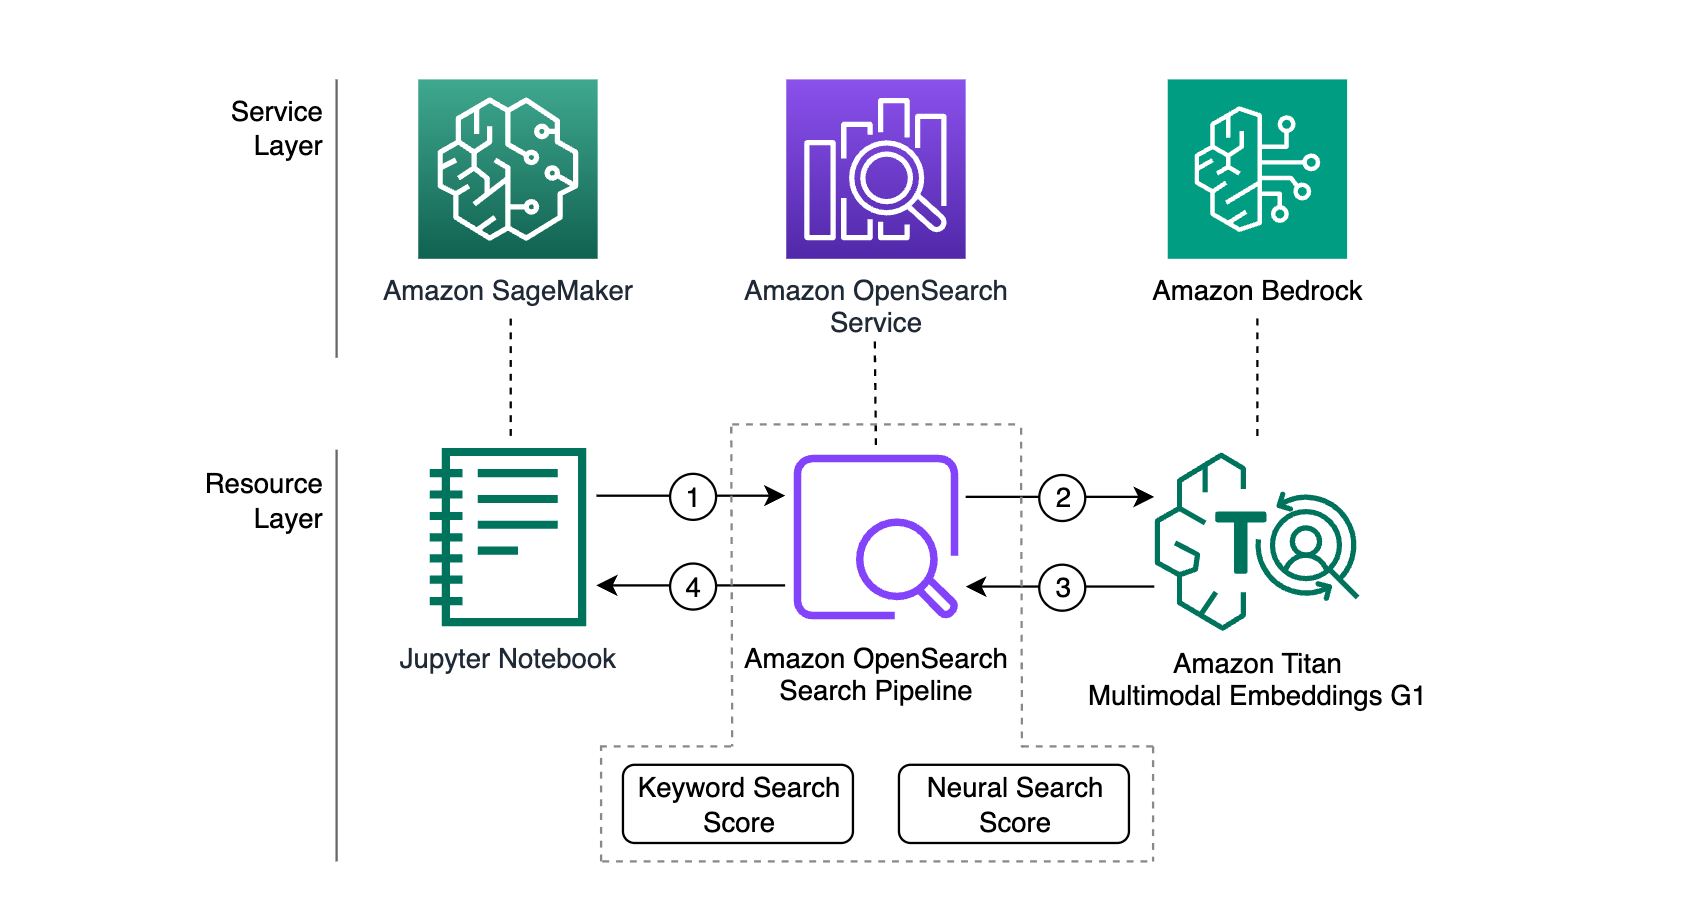 Service
Layer
Amazon SageMaker
Amazon OpenSearch
Service
Amazon Bedrock
Resource
Layer
1
2
4
3
T
Jupyter Notebook
Amazon OpenSearch
Search Pipeline
Amazon Titan
Multimodal Embeddings G1
Keyword Search
Score
Neural Search
Score